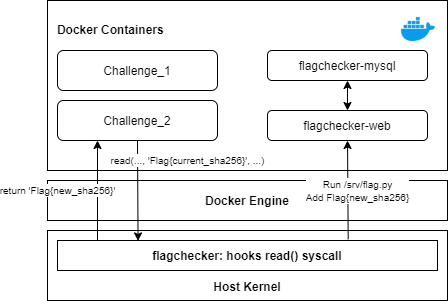 Docker Containers
Challenge_1
flagchecker-mysql
Challenge_2
flagchecker-web
read(..., 'Flag{current_sha256}', ...)
return 'Flag{new_sha256}'
Run /srv/flag.py
Add Flag{new_sha256}
Docker Engine
flagchecker: hooks read() syscall
Host Kernel